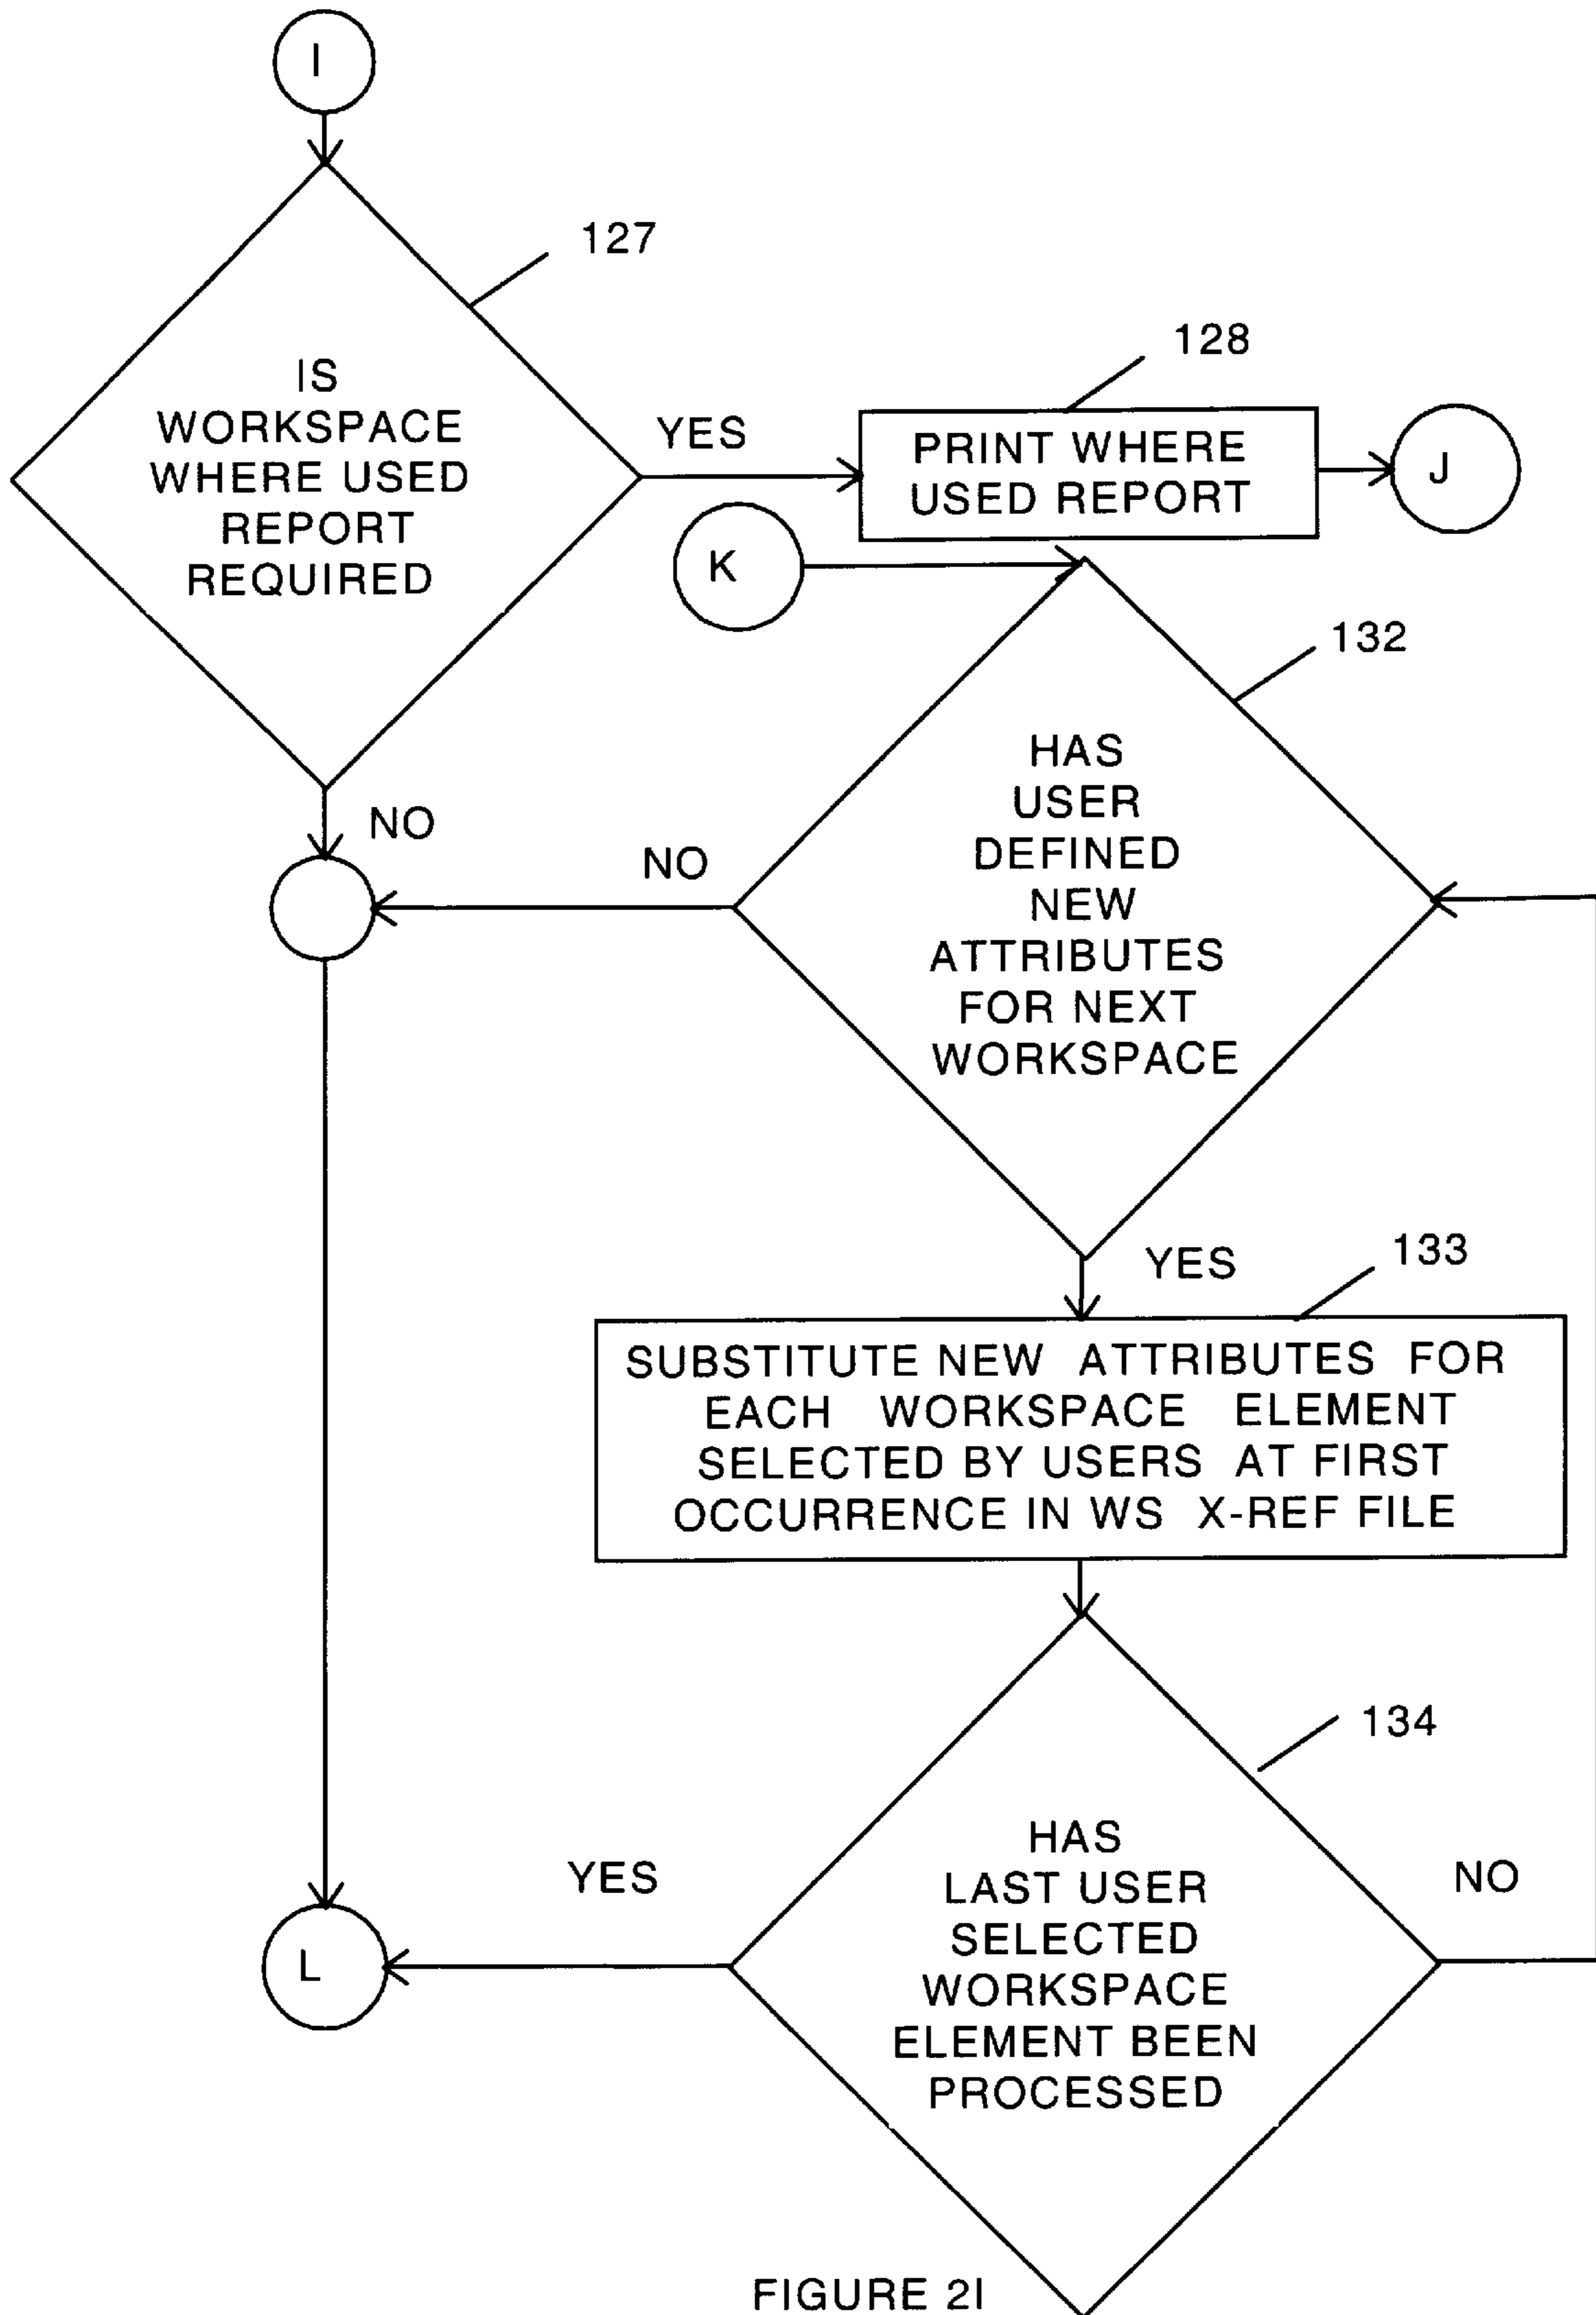 I
127
IS
WORKSPACE
WHERE USED
REPORT
REQUIRED
YES
128
PRINT WHERE
USED REPORT
J
K
NO
132
HAS
USER
DEFINED
NEW
ATTRIBUTES
FOR NEXT
WORKSPACE
NO
YES
133
SUBSTITUTE NEW ATTRIBUTES FOR
EACH WORKSPACE ELEMENT
SELECTED BY USERS AT FIRST
OCCURRENCE IN WS X-REF FILE
134
HAS
LAST USER
SELECTED
WORKSPACE
ELEMENT BEEN
PROCESSED
YES
NO
L
FIGURE 2I